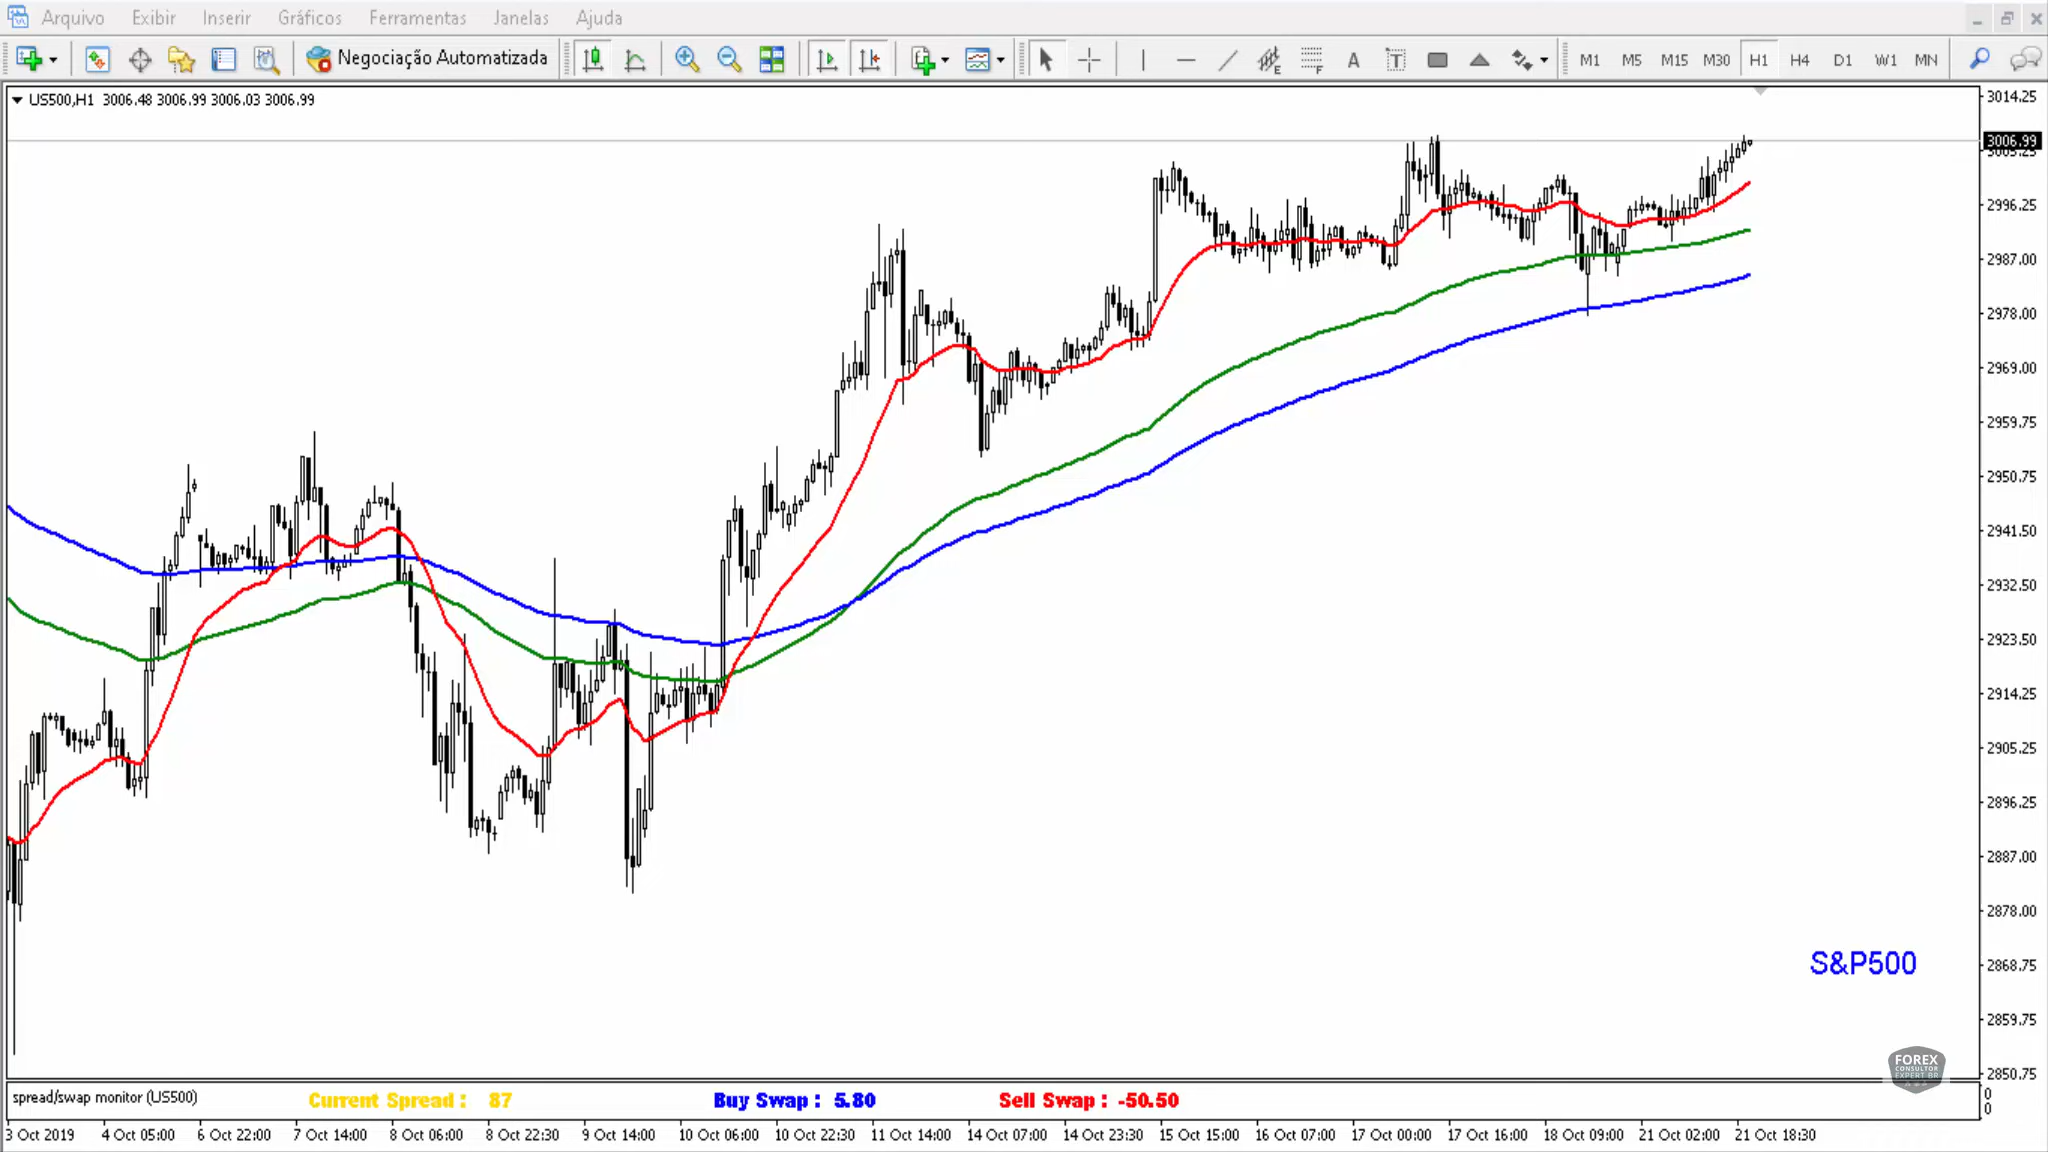 Arquivo Exibir Inserir Gráficos Ferramentas Janelas Ajuda
Negociação Automatizada E F A T M1 M5 M15 M30 H1 H4 D1 W1 MN
US500,H1 3006.48 3006.99 3006.03 3006.99
3014.25
3006.99
3005.25
2996.25
2987.00
2978.00
2969.00
2959.75
2950.75
2941.50
2932.50
2923.50
2914.25
2905.25
2896.25
2887.00
2878.00
2868.75
2859.75
2850.75
S&P500
FOREX
CONSULTOR
EXPERT BR
spread/swap monitor (US500) Current Spread : 87 Buy Swap : 5.80 Sell Swap : -50.50
0
0
3 Oct 2019 4 Oct 05:00 6 Oct 22:00 7 Oct 14:00 8 Oct 06:00 8 Oct 22:30 9 Oct 14:00 10 Oct 06:00 10 Oct 22:30 11 Oct 14:00 14 Oct 07:00 14 Oct 23:30 15 Oct 15:00 16 Oct 07:00 17 Oct 00:00 17 Oct 16:00 18 Oct 09:00 21 Oct 02:00 21 Oct 18:30